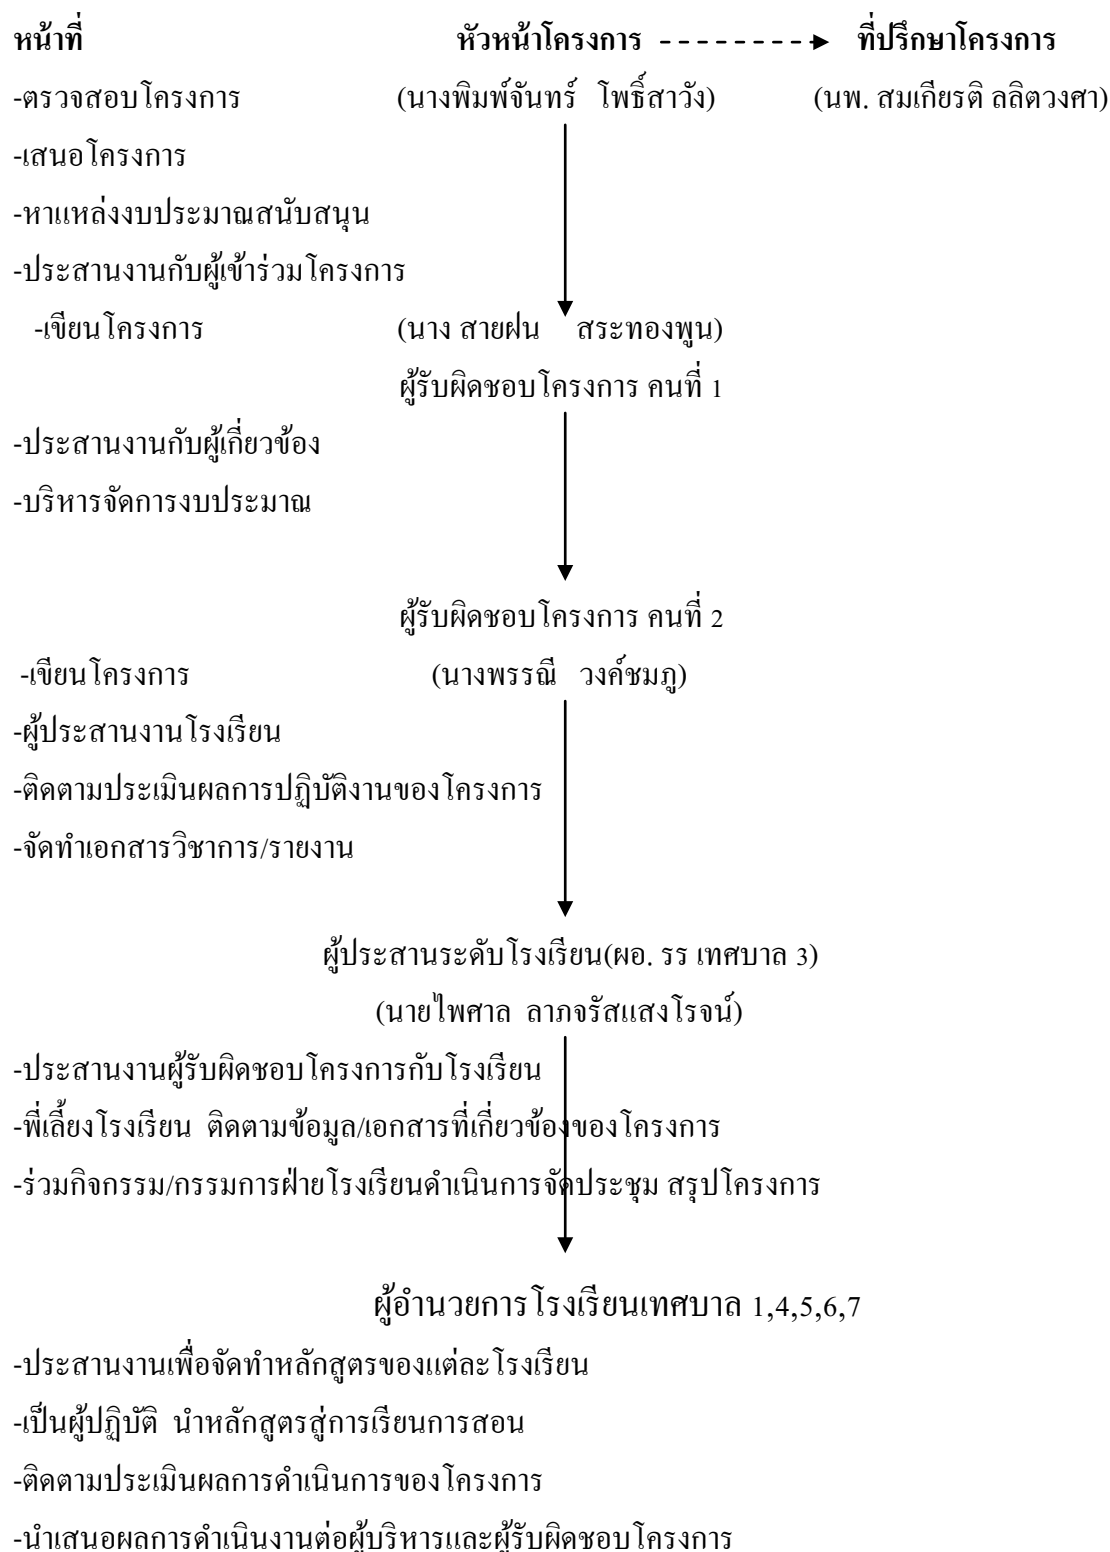 หน้าที่ หัวหน้าโครงการ ที่ปรึกษาโครงการ
-ตรวจสอบโครงการ (นางพิมพ์จันทร์ โพธิ์สาวัง) (นพ. สมเกียรติ ลลิตวงศา)
-เสนอโครงการ
-หาแหล่งงบประมาณสนับสนุน
-ประสานงานกับผู้เข้าร่วมโครงการ
-เขียนโครงการ (นาง สายฝน สระทองพูน)
ผู้รับผิดชอบโครงการ คนที่ 1
-ประสานงานกับผู้เกี่ยวข้อง
-บริหารจัดการงบประมาณ
ผู้รับผิดชอบโครงการ คนที่ 2
-เขียนโครงการ (นางพรรณี วงค์ชมภู)
-ผู้ประสานงานโรงเรียน
-ติดตามประเมินผลการปฏิบัติงานของโครงการ
-จัดทำเอกสารวิชาการ/รายงาน
ผู้ประสานระดับโรงเรียน(ผอ. รร เทศบาล 3)
(นายไพศาล ลาภจรัสแสงโรจน์)
-ประสานงานผู้รับผิดชอบโครงการกับโรงเรียน
-พี่เลี้ยงโรงเรียน ติดตามข้อมูล/เอกสารที่เกี่ยวข้องของโครงการ
-ร่วมกิจกรรม/กรรมการฝ่ายโรงเรียนดำเนินการจัดประชุม สรุปโครงการ
ผู้อำนวยการโรงเรียนเทศบาล 1,4,5,6,7
-ประสานงานเพื่อจัดทำหลักสูตรของแต่ละโรงเรียน
-เป็นผู้ปฏิบัติ นำหลักสูตรสู่การเรียนการสอน
-ติดตามประเมินผลการดำเนินการของโครงการ
-นำเสนอผลการดำเนินงานต่อผู้บริหารและผู้รับผิดชอบโครงการ